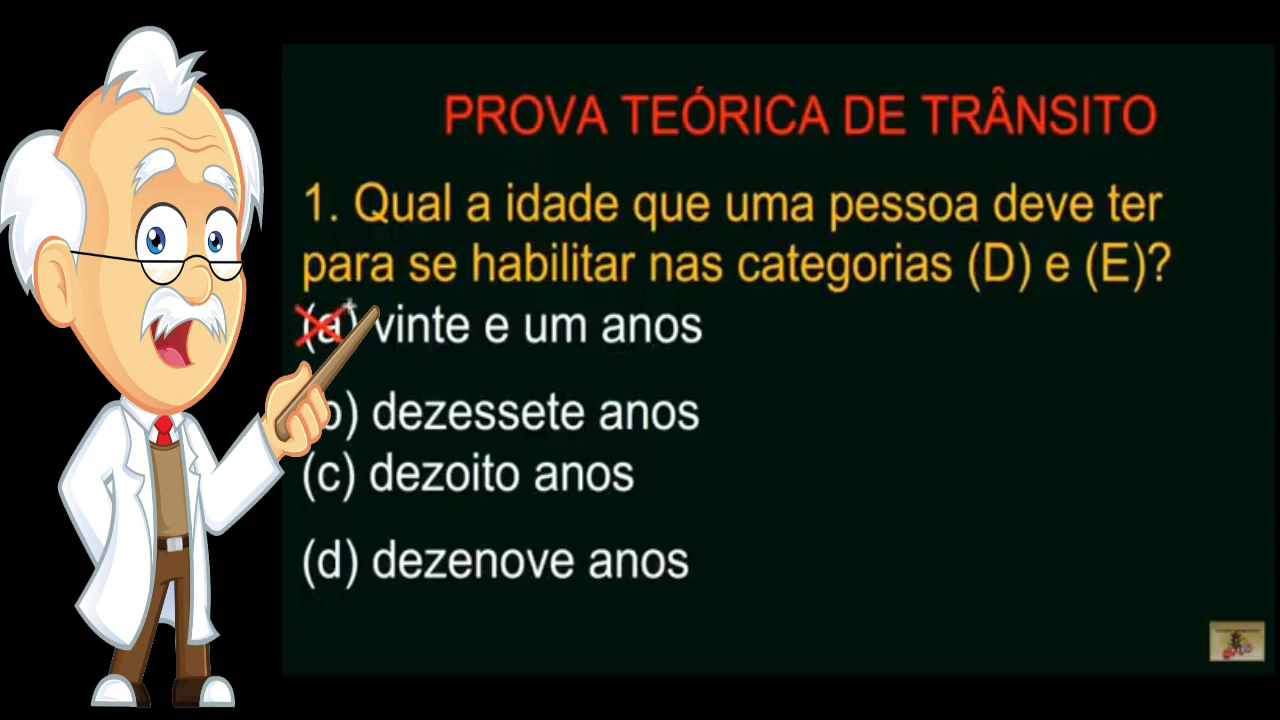 PROVA TEÓRICA DE TRÂNSITO
1. Qual a idade que uma pessoa deve ter
para se habilitar nas categorias (D) e (E)?
(a) vinte e um anos
b) dezessete anos
(c) dezoito anos
(d) dezenove anos